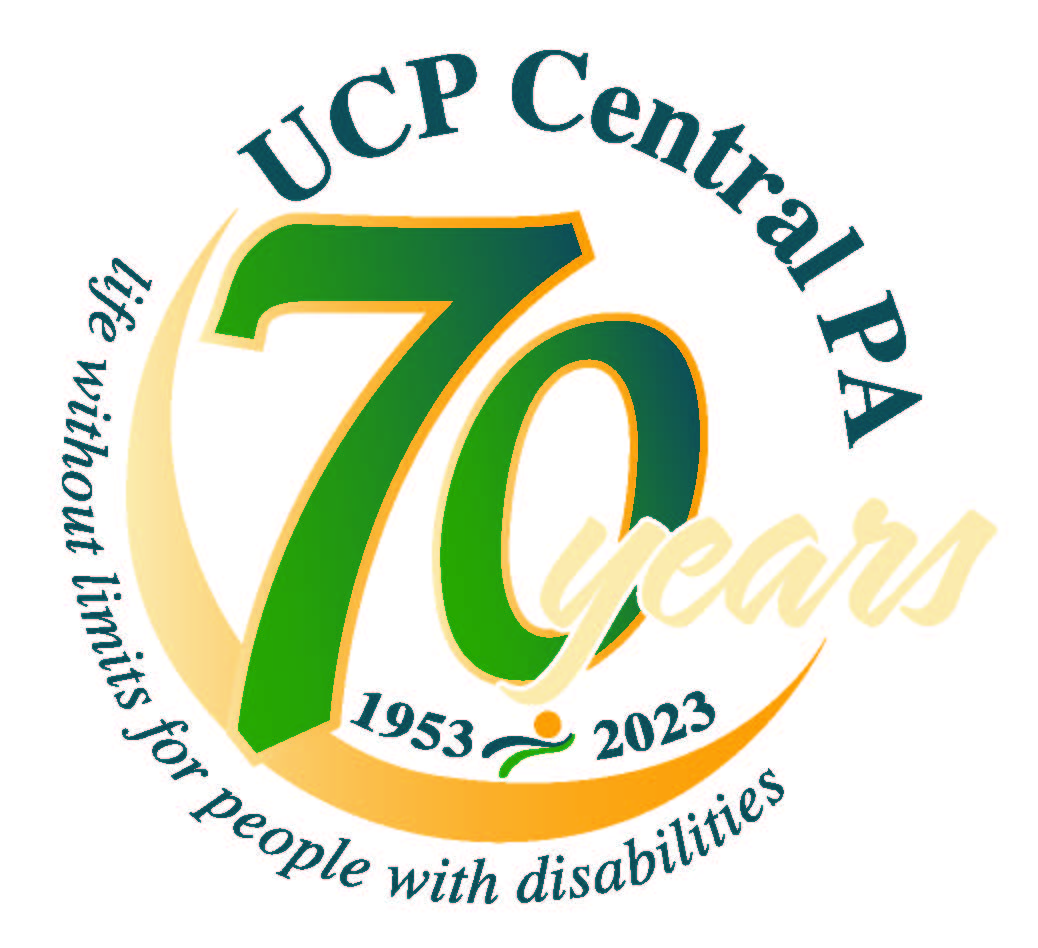 UCP Central PA
70
years
1953 2023
life without limits for people with disabilities